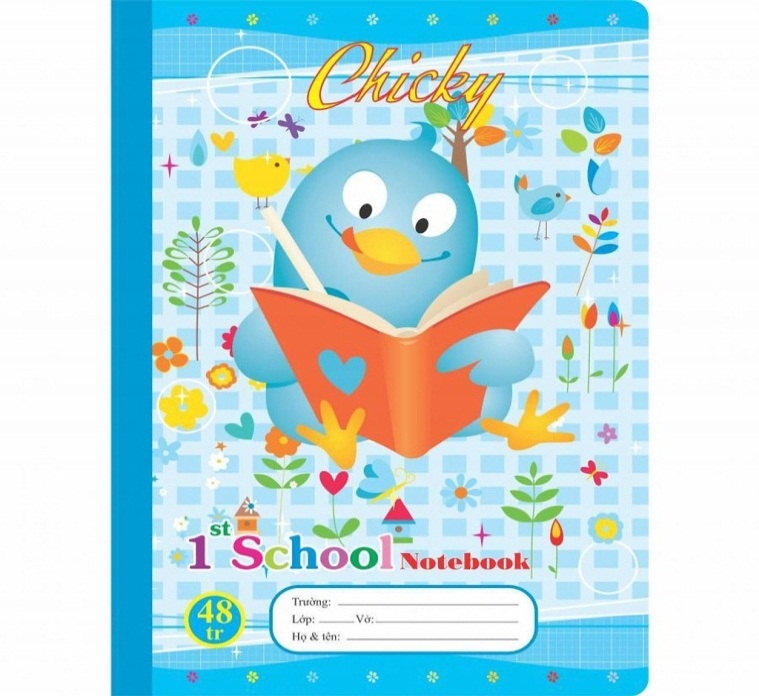 Chicky
1st School Notebook
48
tr
Trường:
Lớp: Vở:
Họ & tên: